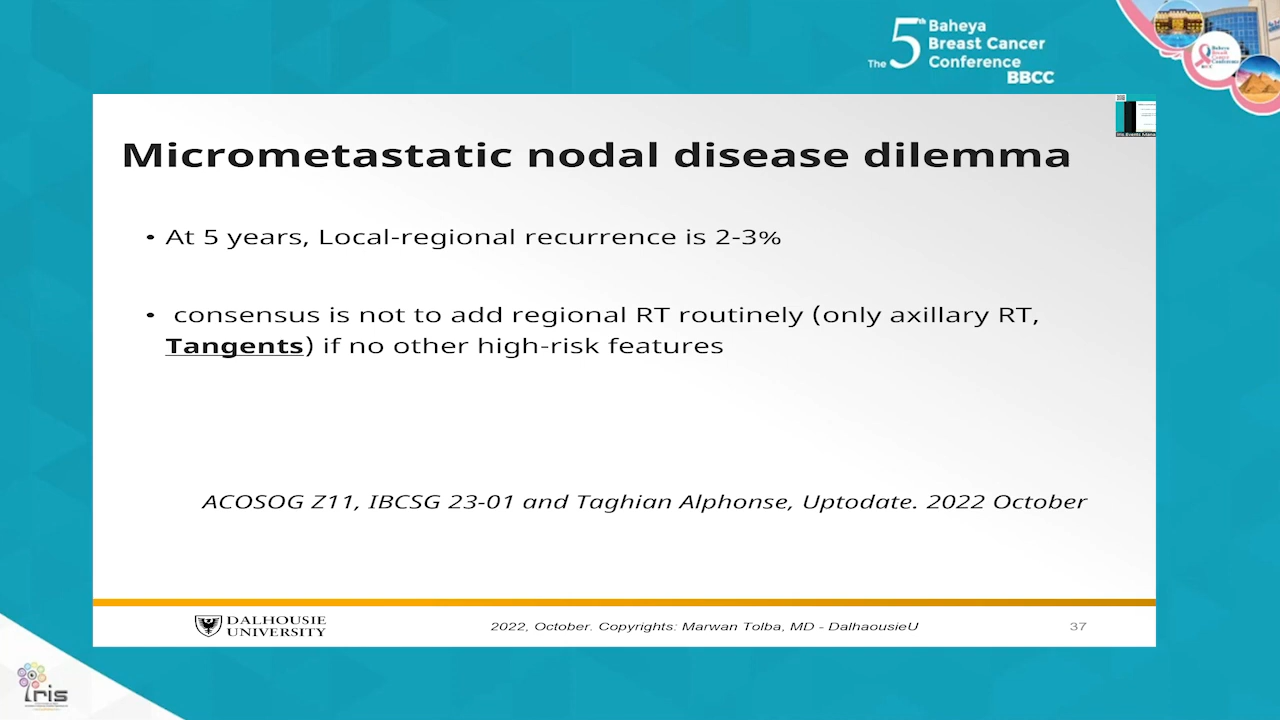 The 5th Baheya
Breast Cancer
Conference
BBCC
Micrometastatic nodal disease dilemma
• At 5 years, Local-regional recurrence is 2-3%
• consensus is not to add regional RT routinely (only axillary RT,
Tangents) if no other high-risk features
ACOSOG Z11, IBCSG 23-01 and Taghian Alphonse, Uptodate. 2022 October
DALHOUSIE
UNIVERSITY
2022, October. Copyrights: Marwan Tolba, MD - DalhaousieU
37
iris